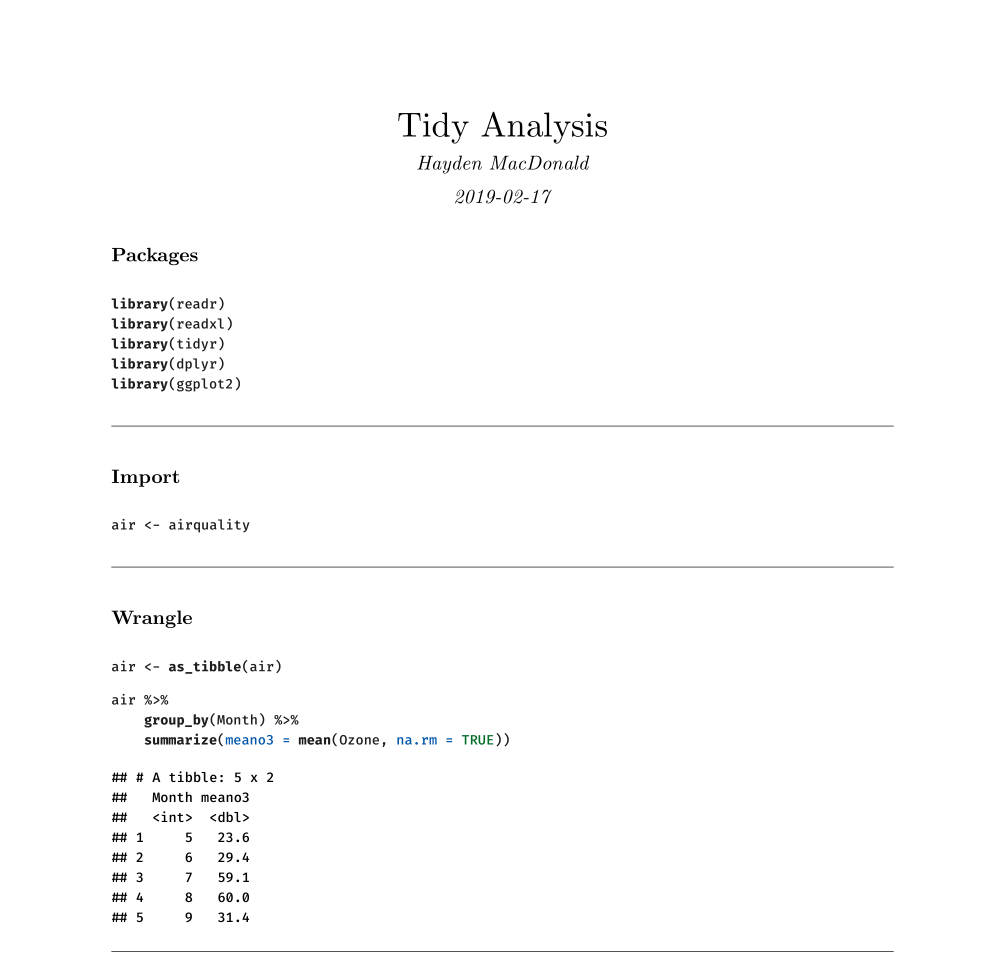 Tidy Analysis
Hayden MacDonald
2019-02-17
Packages
library(readr)
library(readxl)
library(tidyr)
library(dplyr)
library(ggplot2)
Import
air <- airquality
Wrangle
air <- as_tibble(air)
air %>%
    group_by(Month) %>%
    summarize(meano3 = mean(Ozone, na.rm = TRUE))
## # A tibble: 5 x 2
##   Month meano3
##   <int>  <dbl>
## 1     5   23.6
## 2     6   29.4
## 3     7   59.1
## 4     8   60.0
## 5     9   31.4